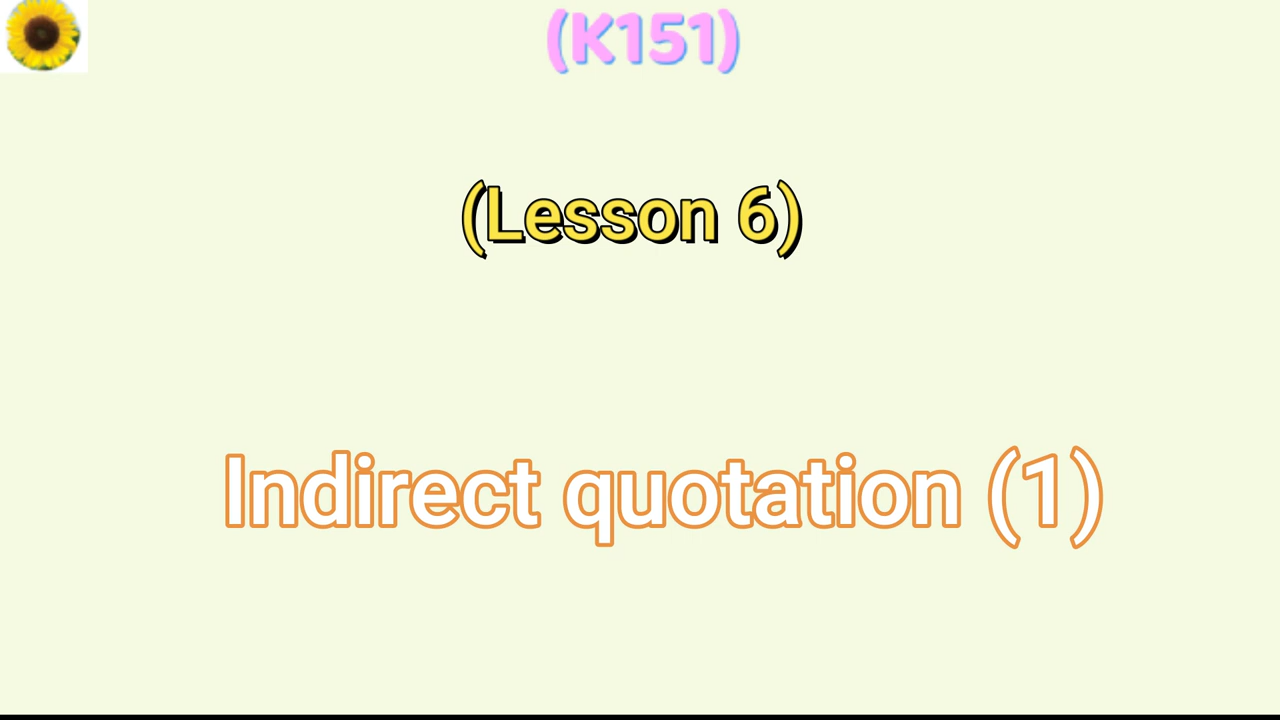 (K151)
(Lesson 6)
Indirect quotation (1)